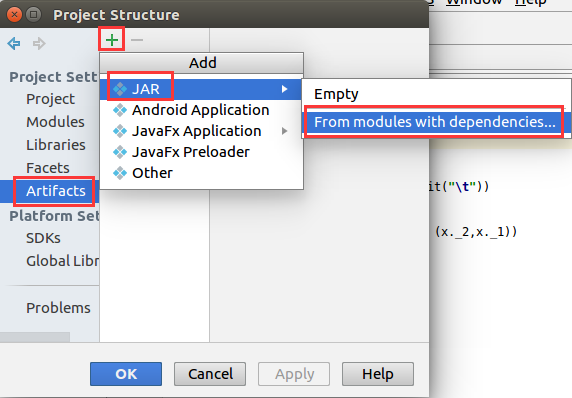 Project Structure
Window Help
Add
JAR
Android Application
JavaFx Application
JavaFx Preloader
Other
Empty
From modules with dependencies...
Project Sett
Project
Modules
Libraries
Facets
Artifacts
Platform Set
SDKs
Global Libr
Problems
it("\t"))
(x._2,x._1))
OK
Cancel
Apply
Help